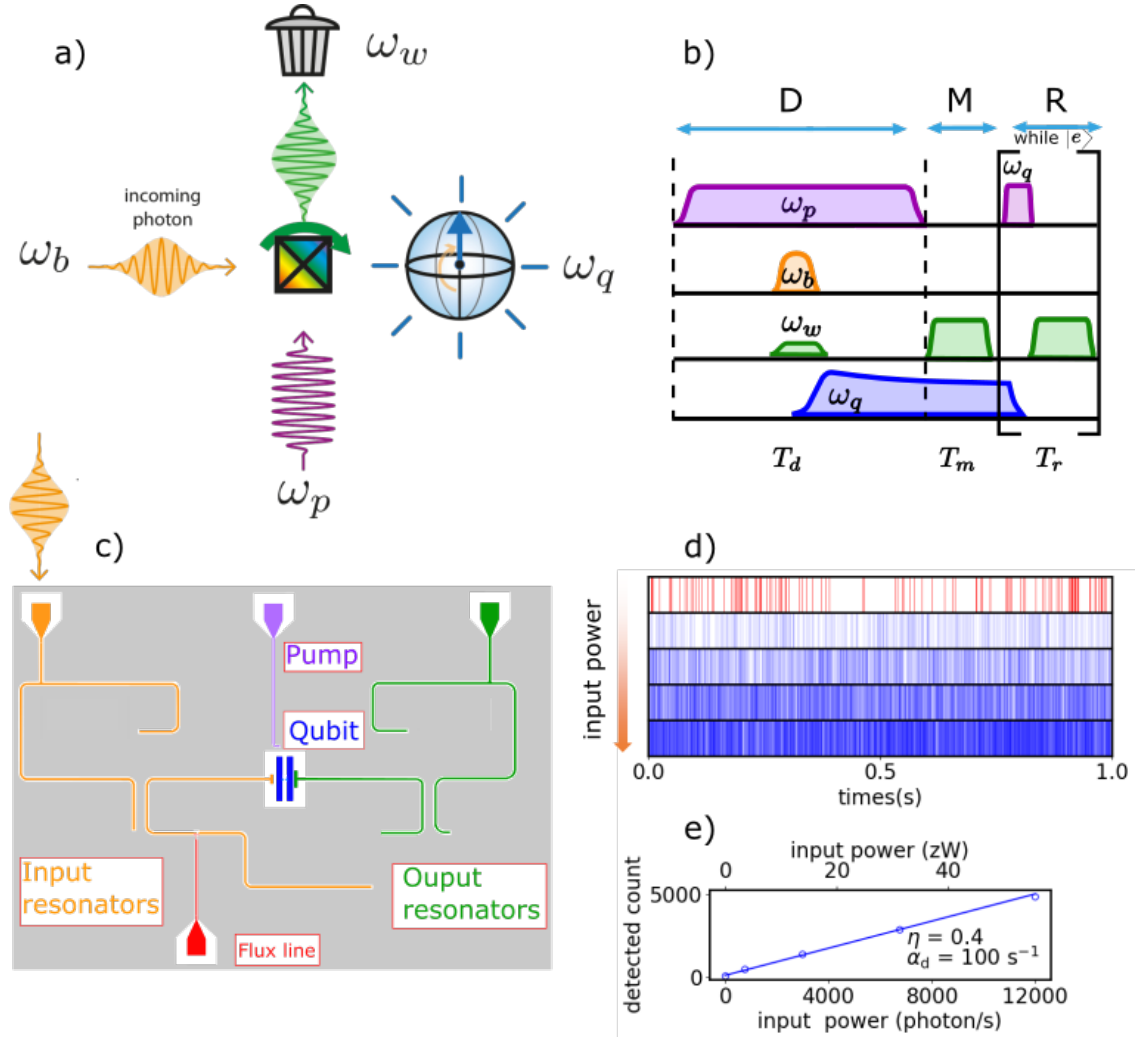 a)
ω_w
incoming
photon
ω_b
ω_q
ω_p
b)
D
M
R
while |e⟩
ω_q
ω_p
ω_b
ω_w
ω_q
T_d
T_m
T_r
c)
Pump
Qubit
Input
resonators
Ouput
resonators
Flux line
d)
input power
0.0
0.5
1.0
times(s)
e)
input power (zW)
0
20
40
detected count
5000
0
η = 0.4
α_d = 100 s⁻¹
0
4000
8000
12000
input power (photon/s)